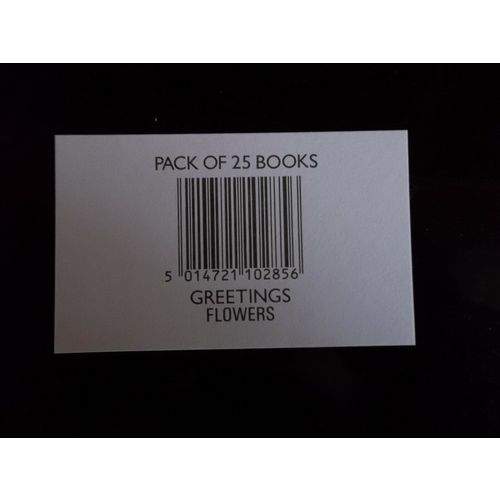 PACK OF 25 BOOKS
5 014721 102856
GREETINGS
FLOWERS